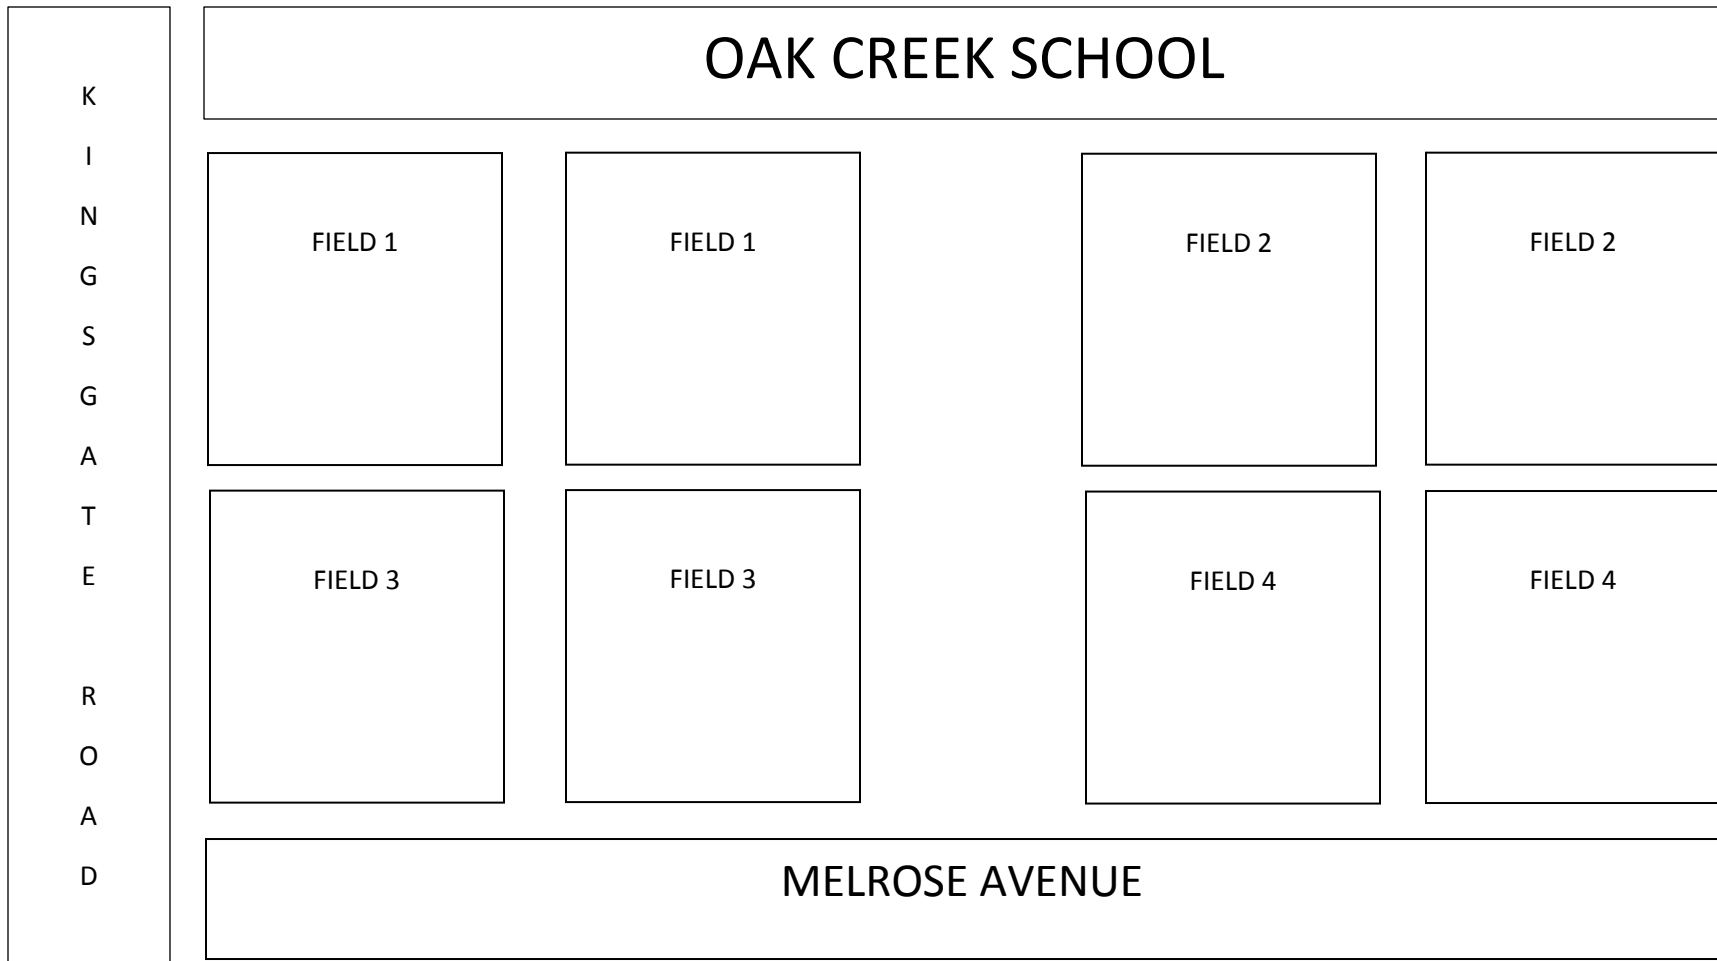 OAK CREEK SCHOOL
K
I
N
G
S
G
A
T
E
R
O
A
D
FIELD 1
FIELD 1
FIELD 2
FIELD 2
FIELD 3
FIELD 3
FIELD 4
FIELD 4
MELROSE AVENUE